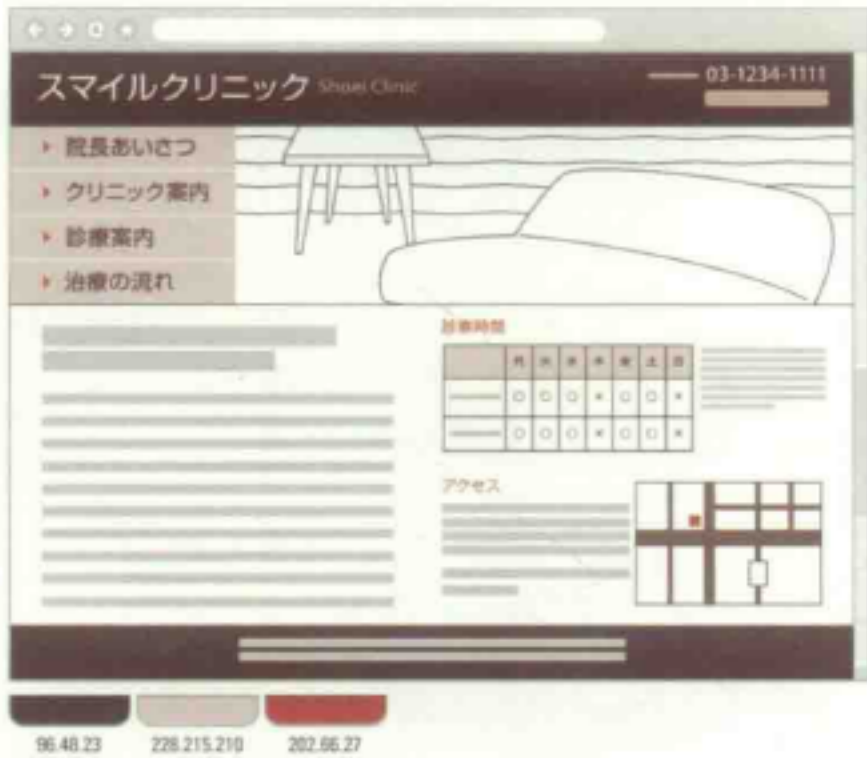 スマイルクリニック Shoei Clinic
03-1234-1111
院長あいさつ
クリニック案内
診療案内
治療の流れ
診察時間
月 火 水 木 金 土 日
○ ○ ○ × ○ ○ ×
○ ○ ○ × ○ ○ ×
アクセス
96.48.23 228.215.210 202.66.27